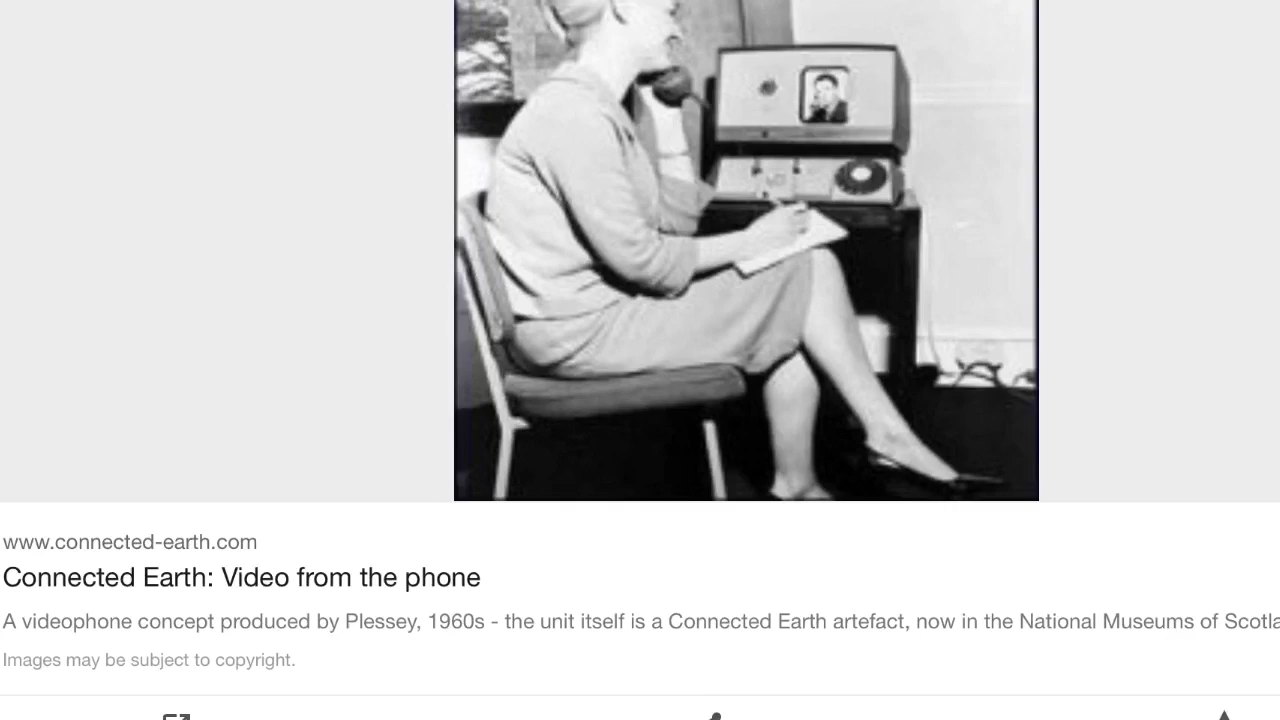 www.connected-earth.com
Connected Earth: Video from the phone
A videophone concept produced by Plessey, 1960s - the unit itself is a Connected Earth artefact, now in the National Museums of
Images may be subject to copyright.